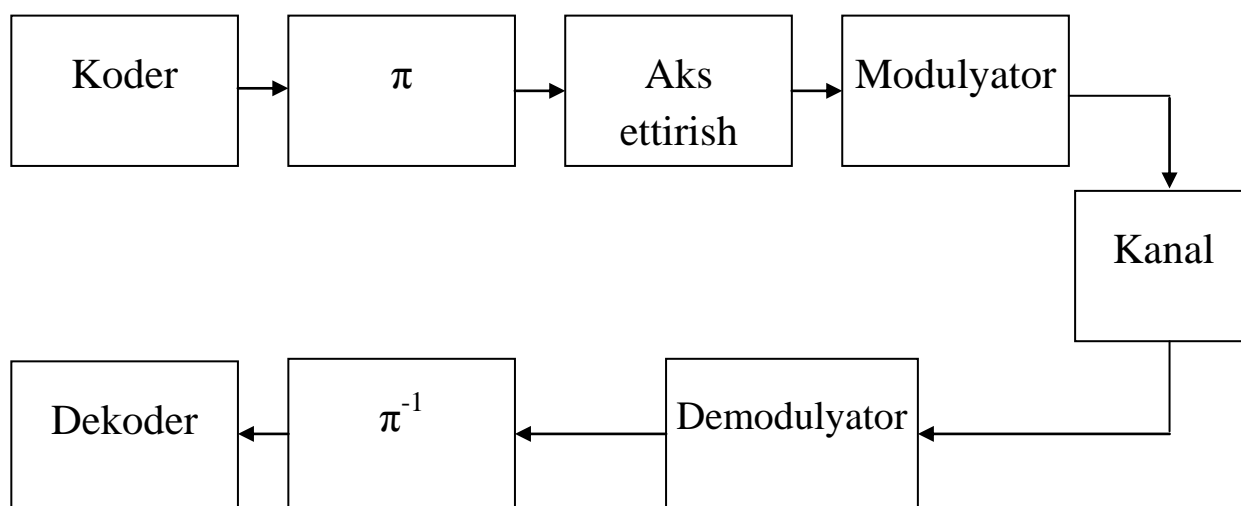 Koder
π
Aks
ettirish
Modulyator
Kanal
Demodulyator
π⁻¹
Dekoder